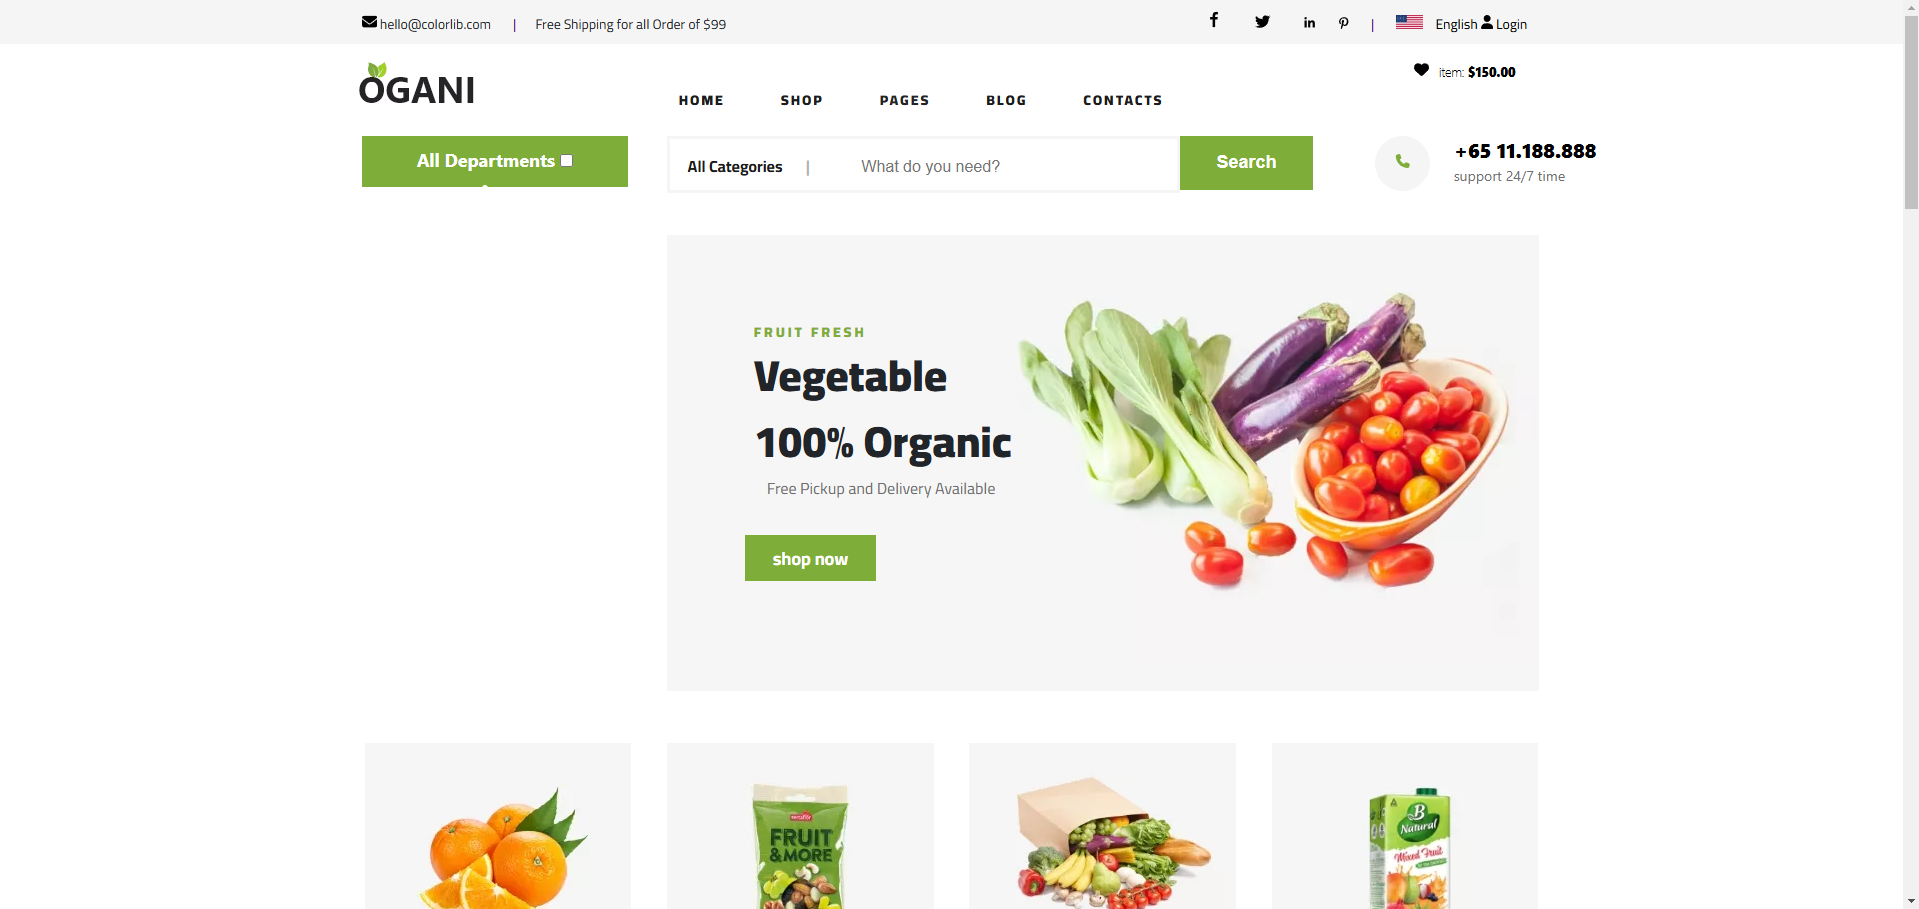 hello@colorlib.com | Free Shipping for all Order of $99 | English Login
OGANI
item: $150.00
HOME SHOP PAGES BLOG CONTACTS
All Departments
All Categories | What do you need? Search
+65 11.188.888
support 24/7 time
FRUIT FRESH
Vegetable
100% Organic
Free Pickup and Delivery Available
shop now
FRUIT
&MORE
B
Natural
Mixed Fruit